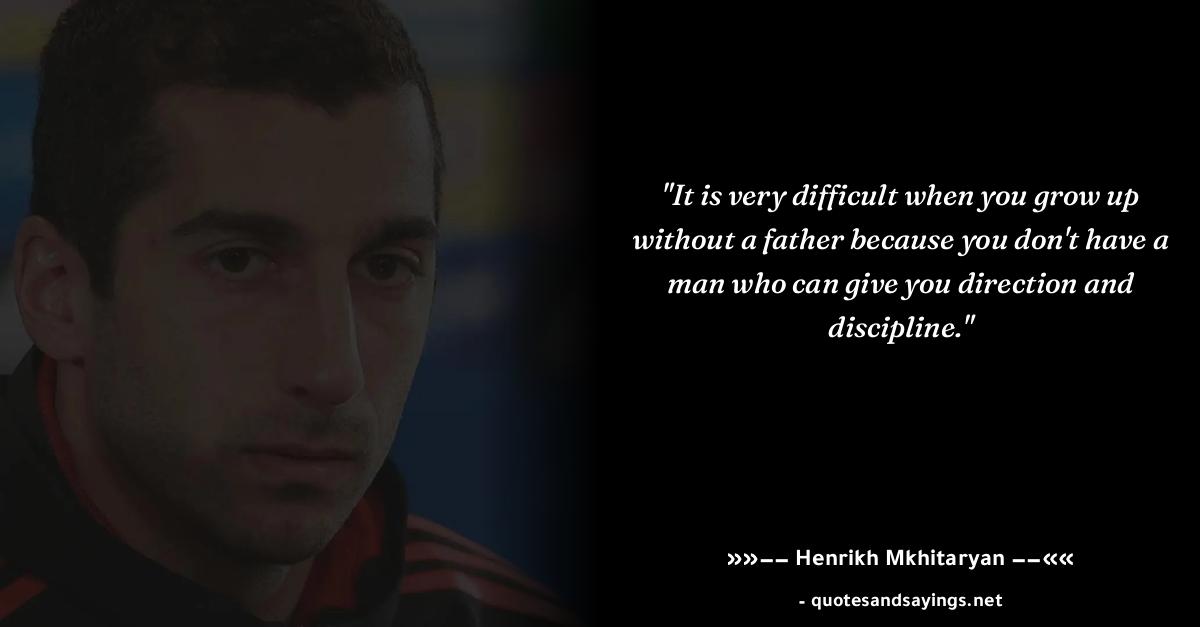 "It is very difficult when you grow up
without a father because you don't have a
man who can give you direction and
discipline."
»»−− Henrikh Mkhitaryan −−««
- quotesandsayings.net